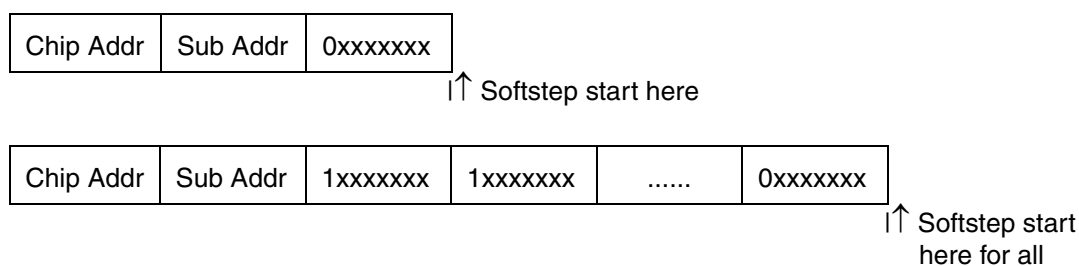 Chip Addr Sub Addr 0xxxxxxx
↑ Softstep start here
Chip Addr Sub Addr 1xxxxxxx 1xxxxxxx ...... 0xxxxxxx
↑ Softstep start
here for all